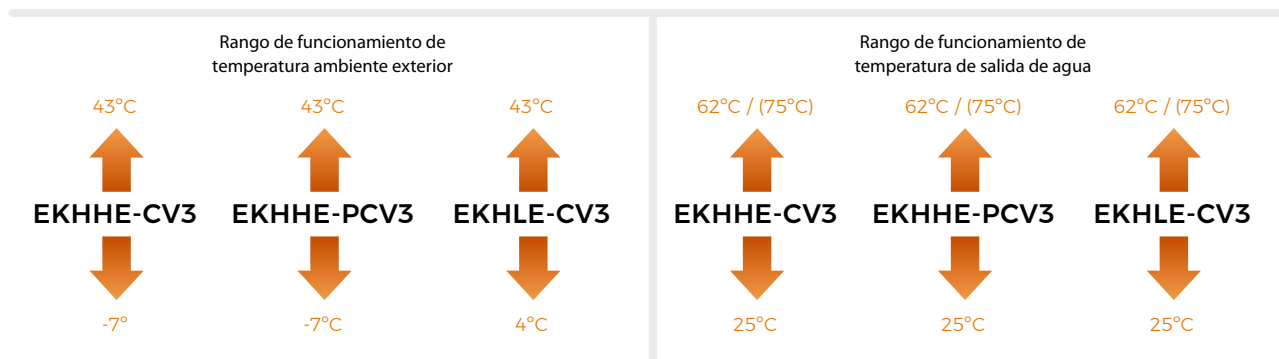 Rango de funcionamiento de
temperatura ambiente exterior
43°C 43°C 43°C
EKHHE-CV3 EKHHE-PCV3 EKHLE-CV3
-7° -7°C 4°C
Rango de funcionamiento de
temperatura de salida de agua
62°C / (75°C) 62°C / (75°C) 62°C / (75°C)
EKHHE-CV3 EKHHE-PCV3 EKHLE-CV3
25°C 25°C 25°C